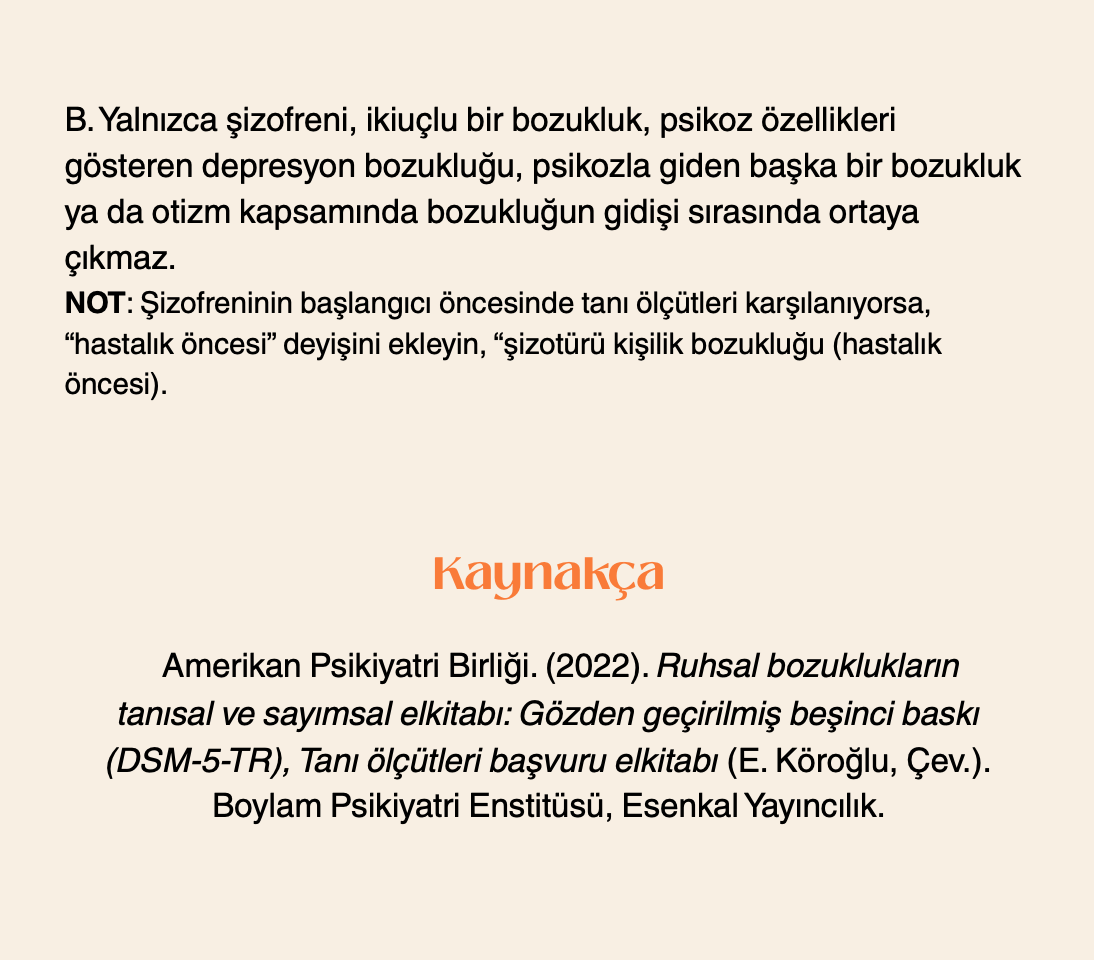 B. Yalnızca şizofreni, ikiuçlu bir bozukluk, psikoz özellikleri
gösteren depresyon bozukluğu, psikozla giden başka bir bozukluk
ya da otizm kapsamında bozukluğun gidişi sırasında ortaya
çıkmaz.
NOT: Şizofreninin başlangıcı öncesinde tanı ölçütleri karşılanıyorsa,
“hastalık öncesi” deyişini ekleyin, “şizotürü kişilik bozukluğu (hastalık
öncesi).
Kaynakça
Amerikan Psikiyatri Birliği. (2022). Ruhsal bozuklukların
tanısal ve sayımsal elkitabı: Gözden geçirilmiş beşinci baskı
(DSM-5-TR), Tanı ölçütleri başvuru elkitabı (E. Köroğlu, Çev.).
Boylam Psikiyatri Enstitüsü, Esenkal Yayıncılık.